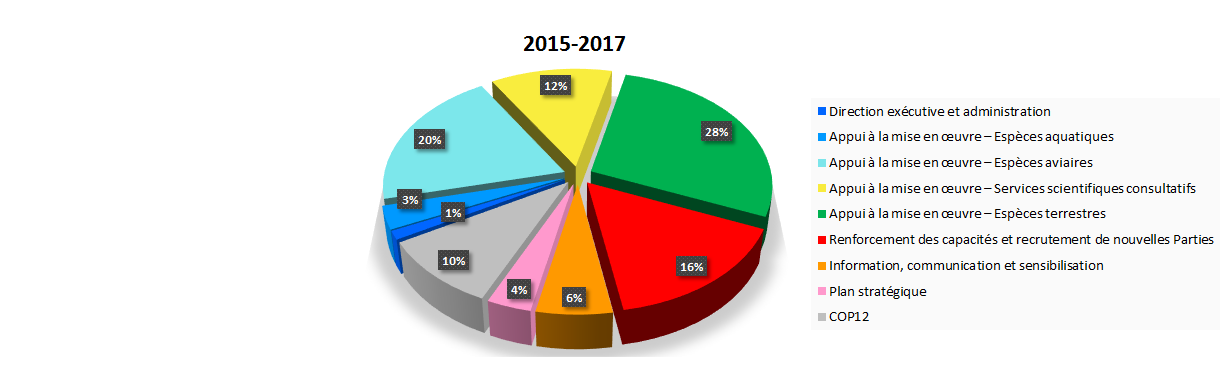 2015-2017
12%
28%
20%
3%
1%
10%
16%
4%
6%
Direction exécutive et administration
Appui à la mise en œuvre – Espèces aquatiques
Appui à la mise en œuvre – Espèces aviaires
Appui à la mise en œuvre – Services scientifiques consultatifs
Appui à la mise en œuvre – Espèces terrestres
Renforcement des capacités et recrutement de nouvelles Parties
Information, communication et sensibilisation
Plan stratégique
COP12